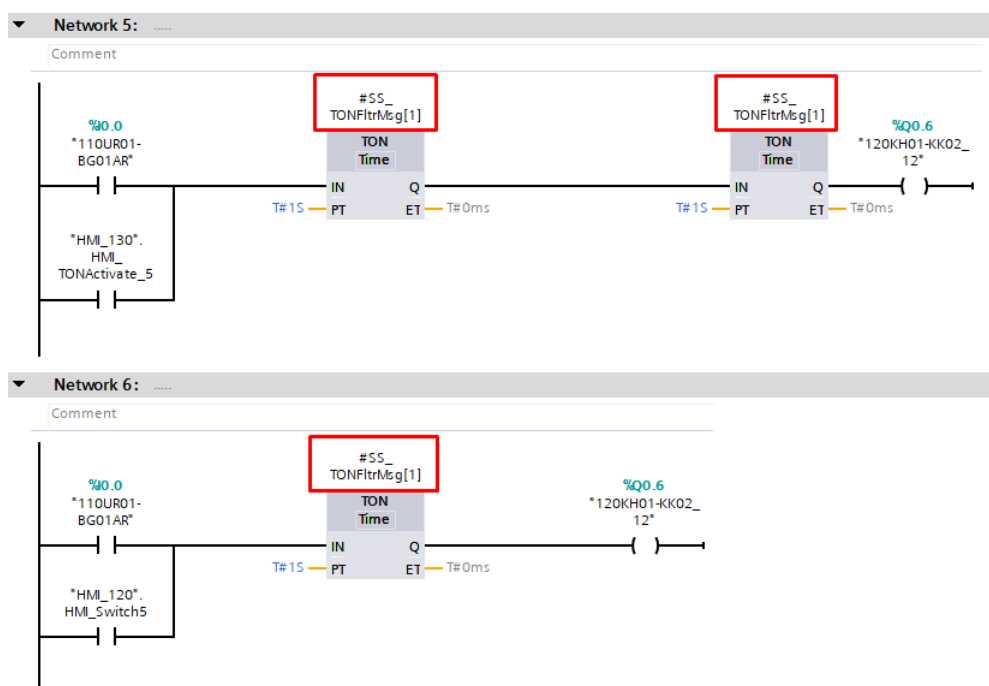 Network 5: .....
Comment
#SS_
TONFltrMsg[1]
#SS_
TONFltrMsg[1]
%I0.0
"110UR01-
BG01AR"
TON
Time
TON
Time
%Q0.6
"120KH01-KK02_
12"
IN Q
IN Q
T#1S PT ET T#0ms
T#1S PT ET T#0ms
"HMI_130".
HMI_
TONActivate_5
Network 6: .....
Comment
#SS_
TONFltrMsg[1]
%I0.0
"110UR01-
BG01AR"
TON
Time
%Q0.6
"120KH01-KK02_
12"
IN Q
T#1S PT ET T#0ms
"HMI_120".
HMI_Switch5